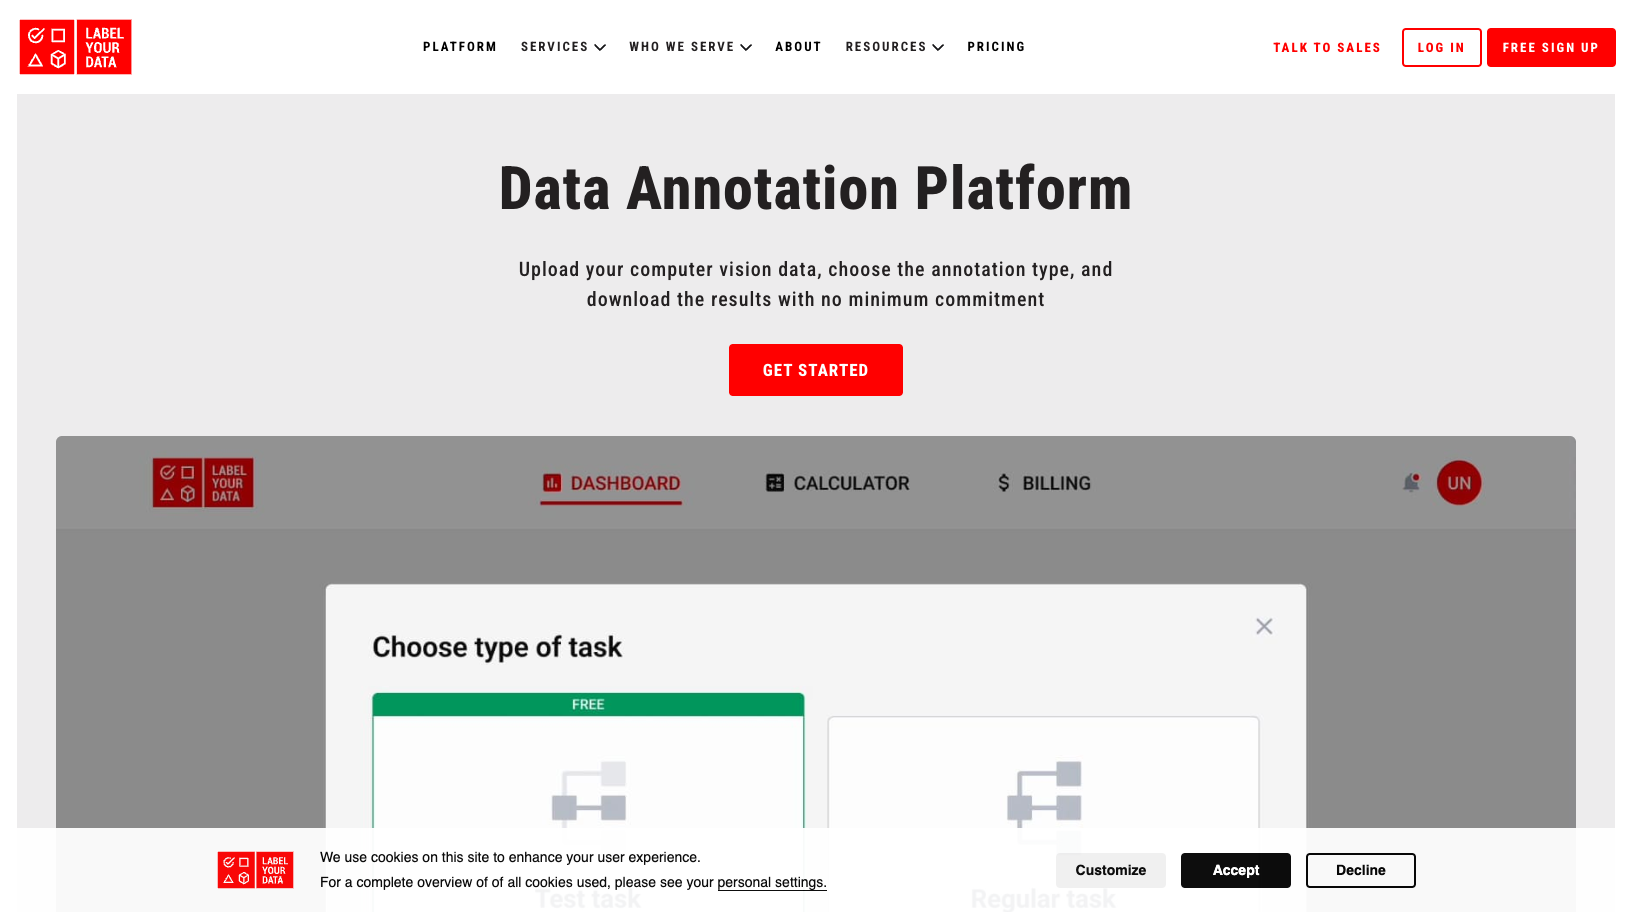 LABEL
YOUR
DATA
PLATFORM
SERVICES
WHO WE SERVE
ABOUT
RESOURCES
PRICING
TALK TO SALES
LOG IN
FREE SIGN UP
Data Annotation Platform
Upload your computer vision data, choose the annotation type, and
download the results with no minimum commitment
GET STARTED
LABEL
YOUR
DATA
DASHBOARD
CALCULATOR
$ BILLING
UN
Choose type of task
FREE
LABEL
YOUR
DATA
We use cookies on this site to enhance your user experience.
For a complete overview of of all cookies used, please see your personal settings.
Customize
Accept
Decline
Test task
Regular task